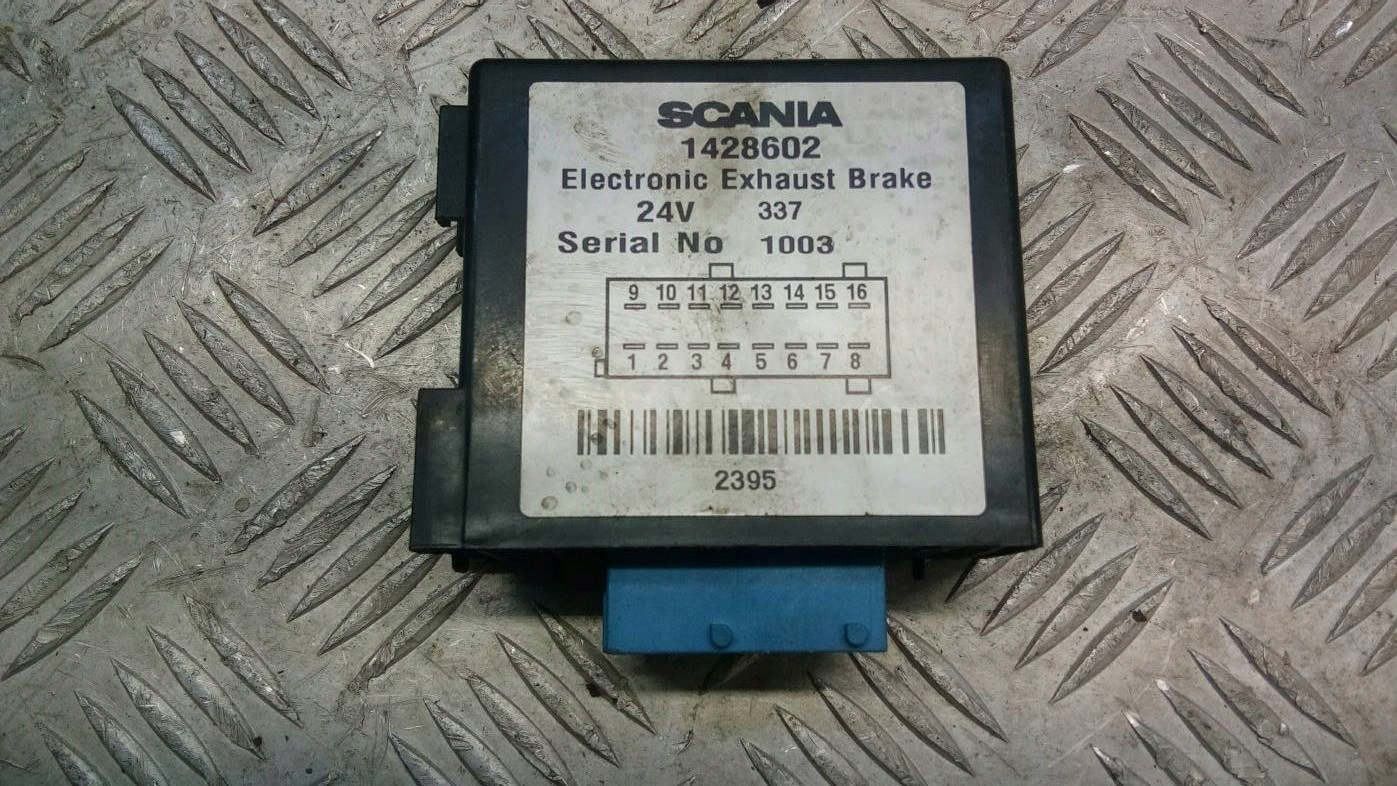 SCANIA
1428602
Electronic Exhaust Brake
24V 337
Serial No 1003
9 10 11 12 13 14 15 16
1 2 3 4 5 6 7 8
2395